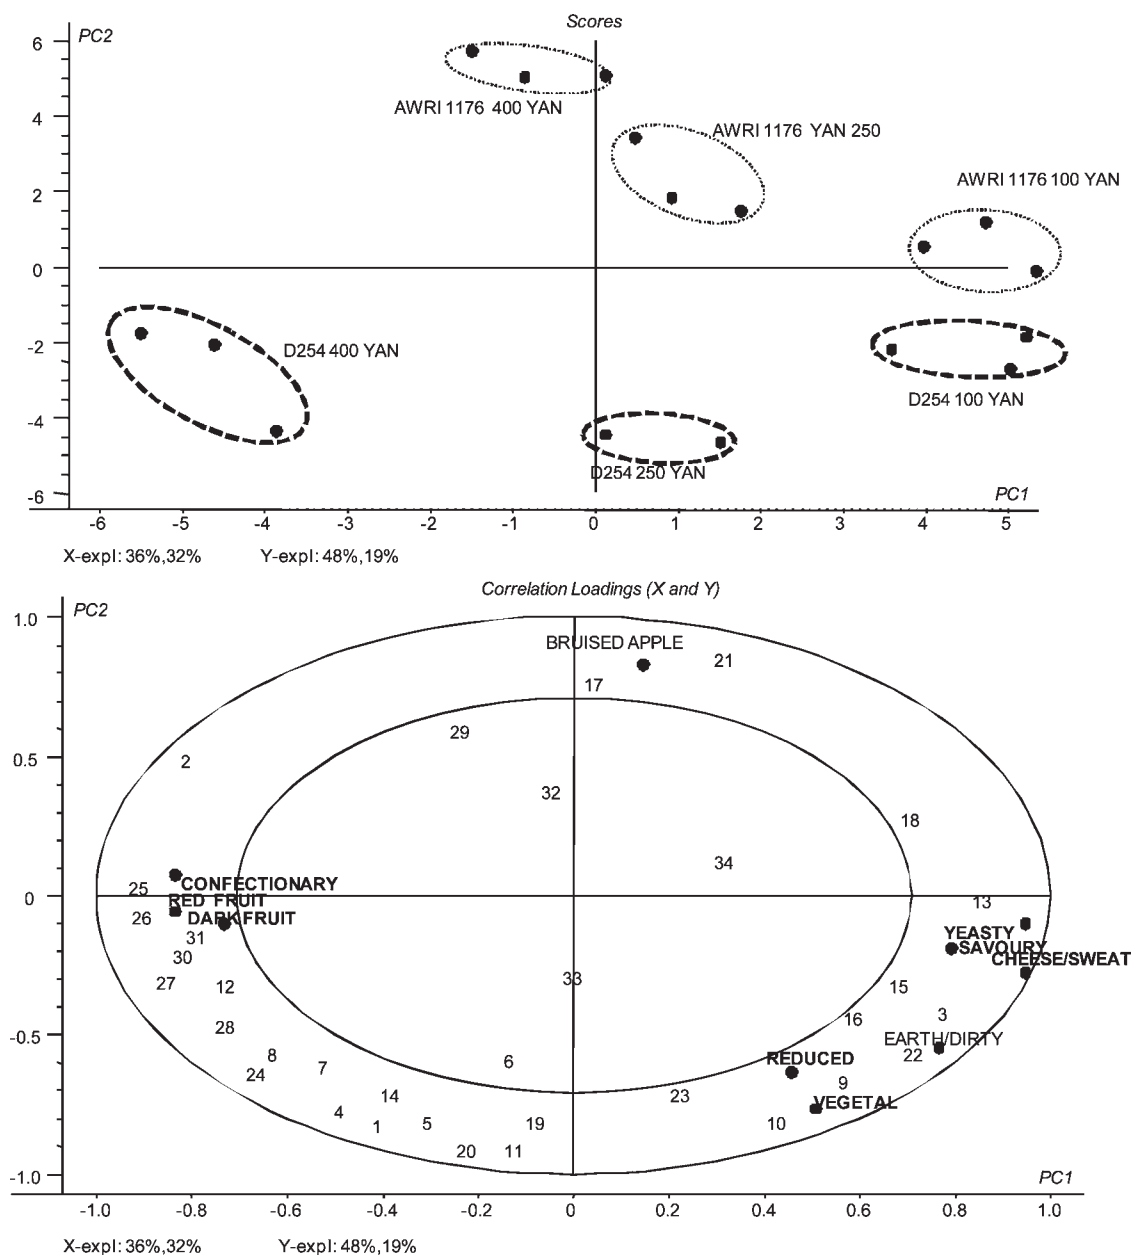 Scores
PC2
6
AWRI 1176 400 YAN
4
AWRI 1176 YAN 250
AWRI 1176 100 YAN
2
0
D254 400 YAN
-2
D254 100 YAN
-4
D254 250 YAN
-6
PC1
-6 -5 -4 -3 -2 -1 0 1 2 3 4 5
X-expl: 36%,32% Y-expl: 48%,19%
Correlation Loadings (X and Y)
PC2
1.0
BRUISED APPLE
21
17
29
0.5
2
32
18
34
CONFECTIONARY
25
0
RED FRUIT
13
26
DARK FRUIT
YEASTY
31
SAVOURY
30
CHEESE/SWEAT
33
27
12
15
3
16
28
-0.5
EARTH/DIRTY
8
22
REDUCED
6
7
24
9
14
23
VEGETAL
4
1
5
19
10
20
11
-1.0
PC1
-1.0 -0.8 -0.6 -0.4 -0.2 0 0.2 0.4 0.6 0.8 1.0
X-expl: 36%,32% Y-expl: 48%,19%